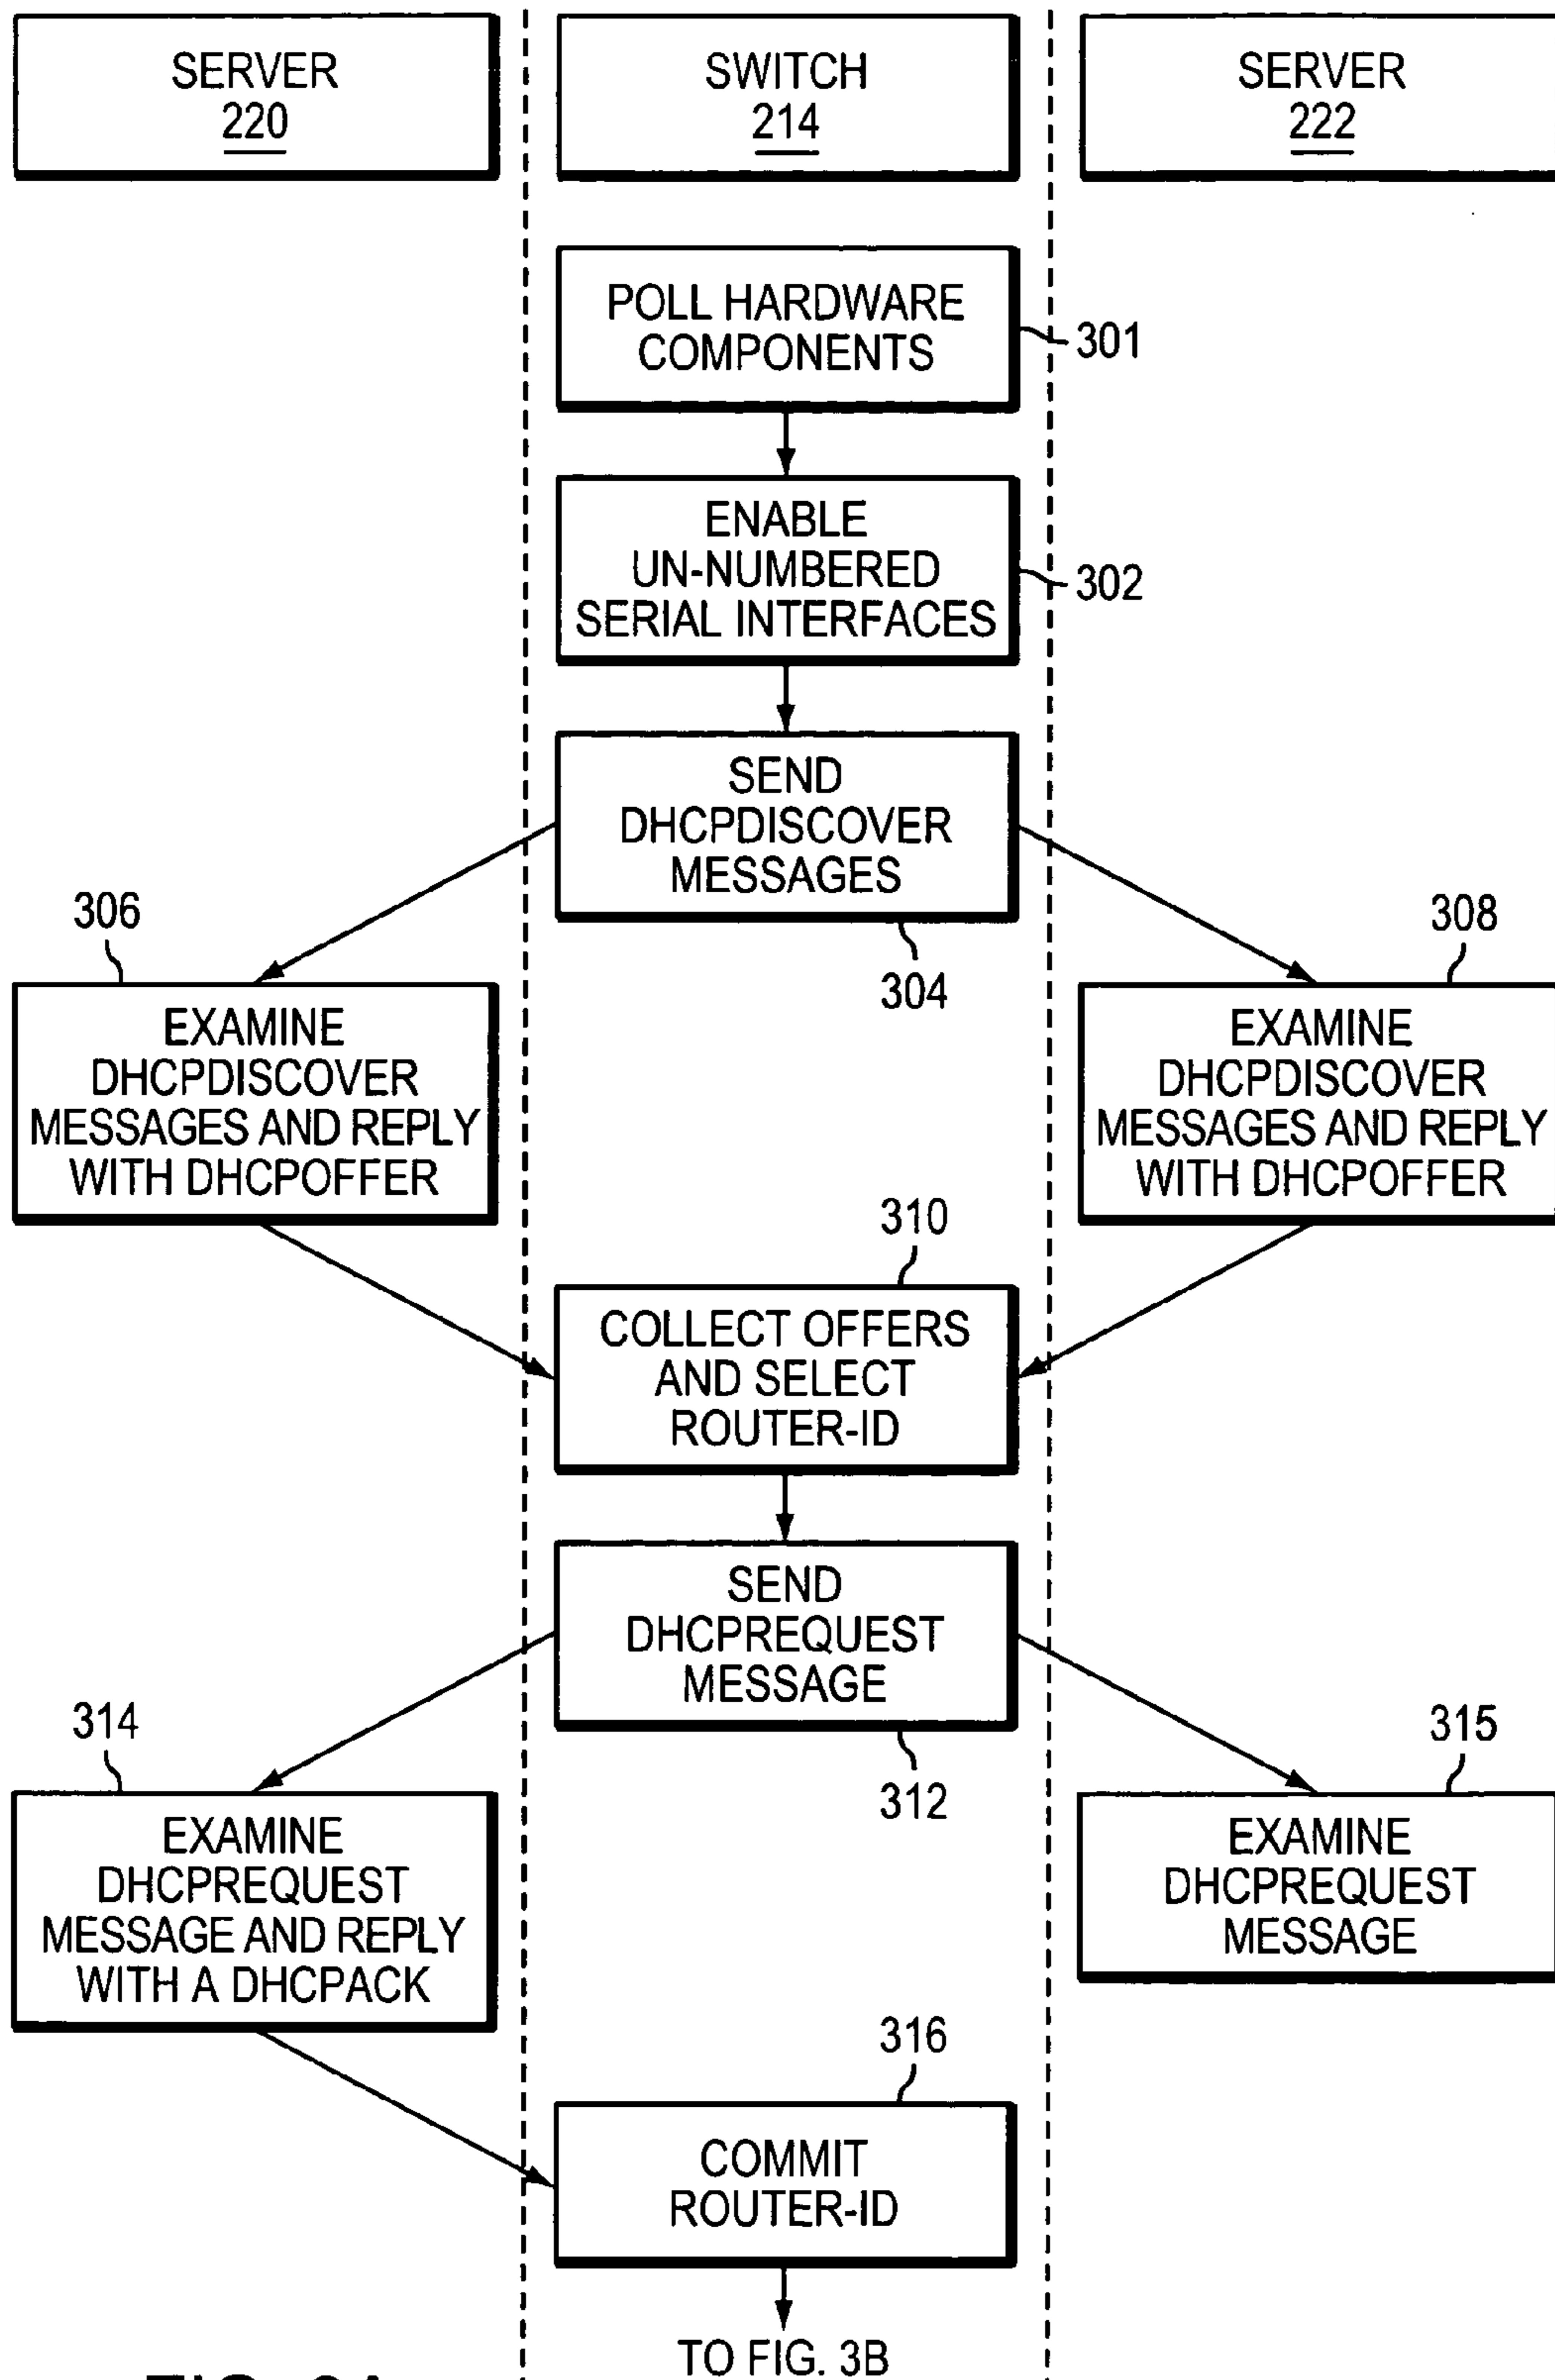 SERVER
220
SWITCH
214
SERVER
222
POLL HARDWARE
COMPONENTS
301
ENABLE
UN-NUMBERED
SERIAL INTERFACES
302
SEND
DHCPDISCOVER
MESSAGES
304
306
EXAMINE
DHCPDISCOVER
MESSAGES AND REPLY
WITH DHCPOFFER
308
EXAMINE
DHCPDISCOVER
MESSAGES AND REPLY
WITH DHCPOFFER
310
COLLECT OFFERS
AND SELECT
ROUTER-ID
SEND
DHCPREQUEST
MESSAGE
312
314
EXAMINE
DHCPREQUEST
MESSAGE AND REPLY
WITH A DHCPACK
315
EXAMINE
DHCPREQUEST
MESSAGE
316
COMMIT
ROUTER-ID
TO FIG. 3B